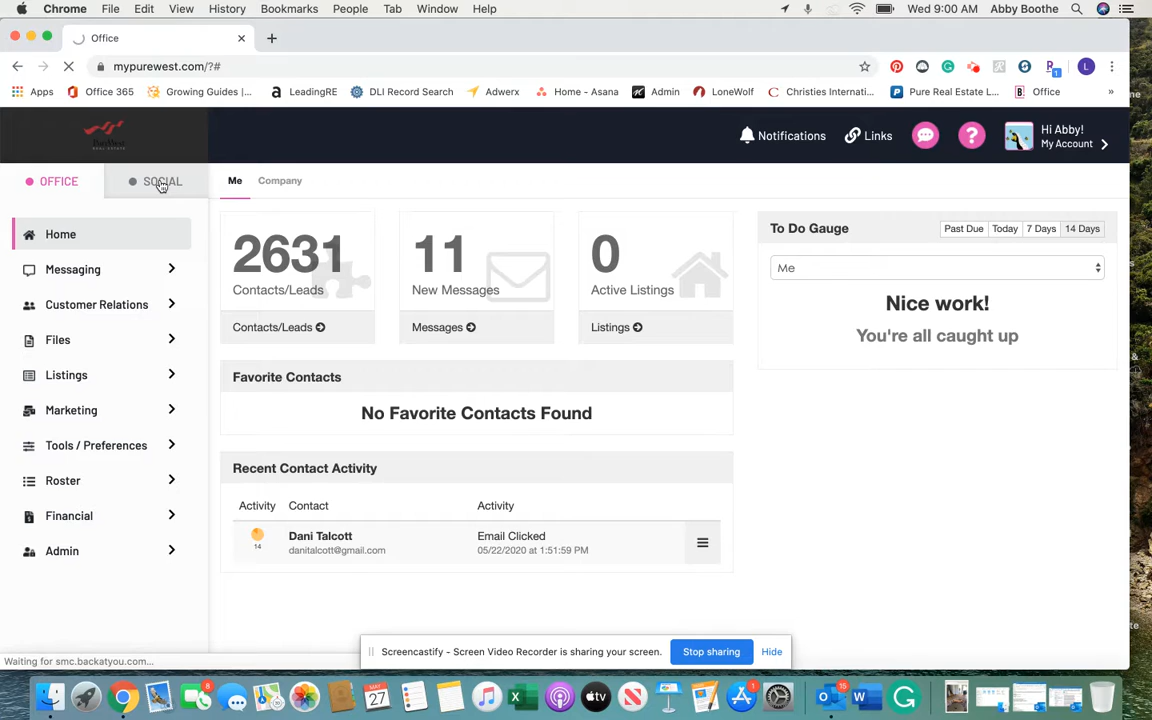 Chrome File Edit View History Bookmarks People Tab Window Help Wed 9:00 AM Abby Boothe
Office
mypurewest.com/?#
Apps Office 365 Growing Guides |... LeadingRE DLI Record Search Adwerx Home - Asana Admin LoneWolf Christies Internati... Pure Real Estate L... Office »
Notifications Links ? Hi Abby!
My Account
OFFICE SOCIAL Me Company
Home
Messaging
Customer Relations
Files
Listings
Marketing
Tools / Preferences
Roster
Financial
Admin
2631
Contacts/Leads
Contacts/Leads
11
New Messages
Messages
0
Active Listings
Listings
To Do Gauge Past Due Today 7 Days 14 Days
Me
Nice work!
You're all caught up
Favorite Contacts
No Favorite Contacts Found
Recent Contact Activity
Activity Contact Activity
14 Dani Talcott Email Clicked
danitalcott@gmail.com 05/22/2020 at 1:51:59 PM
Screencastify - Screen Video Recorder is sharing your screen. Stop sharing Hide
Waiting for smc.backatyou.com...